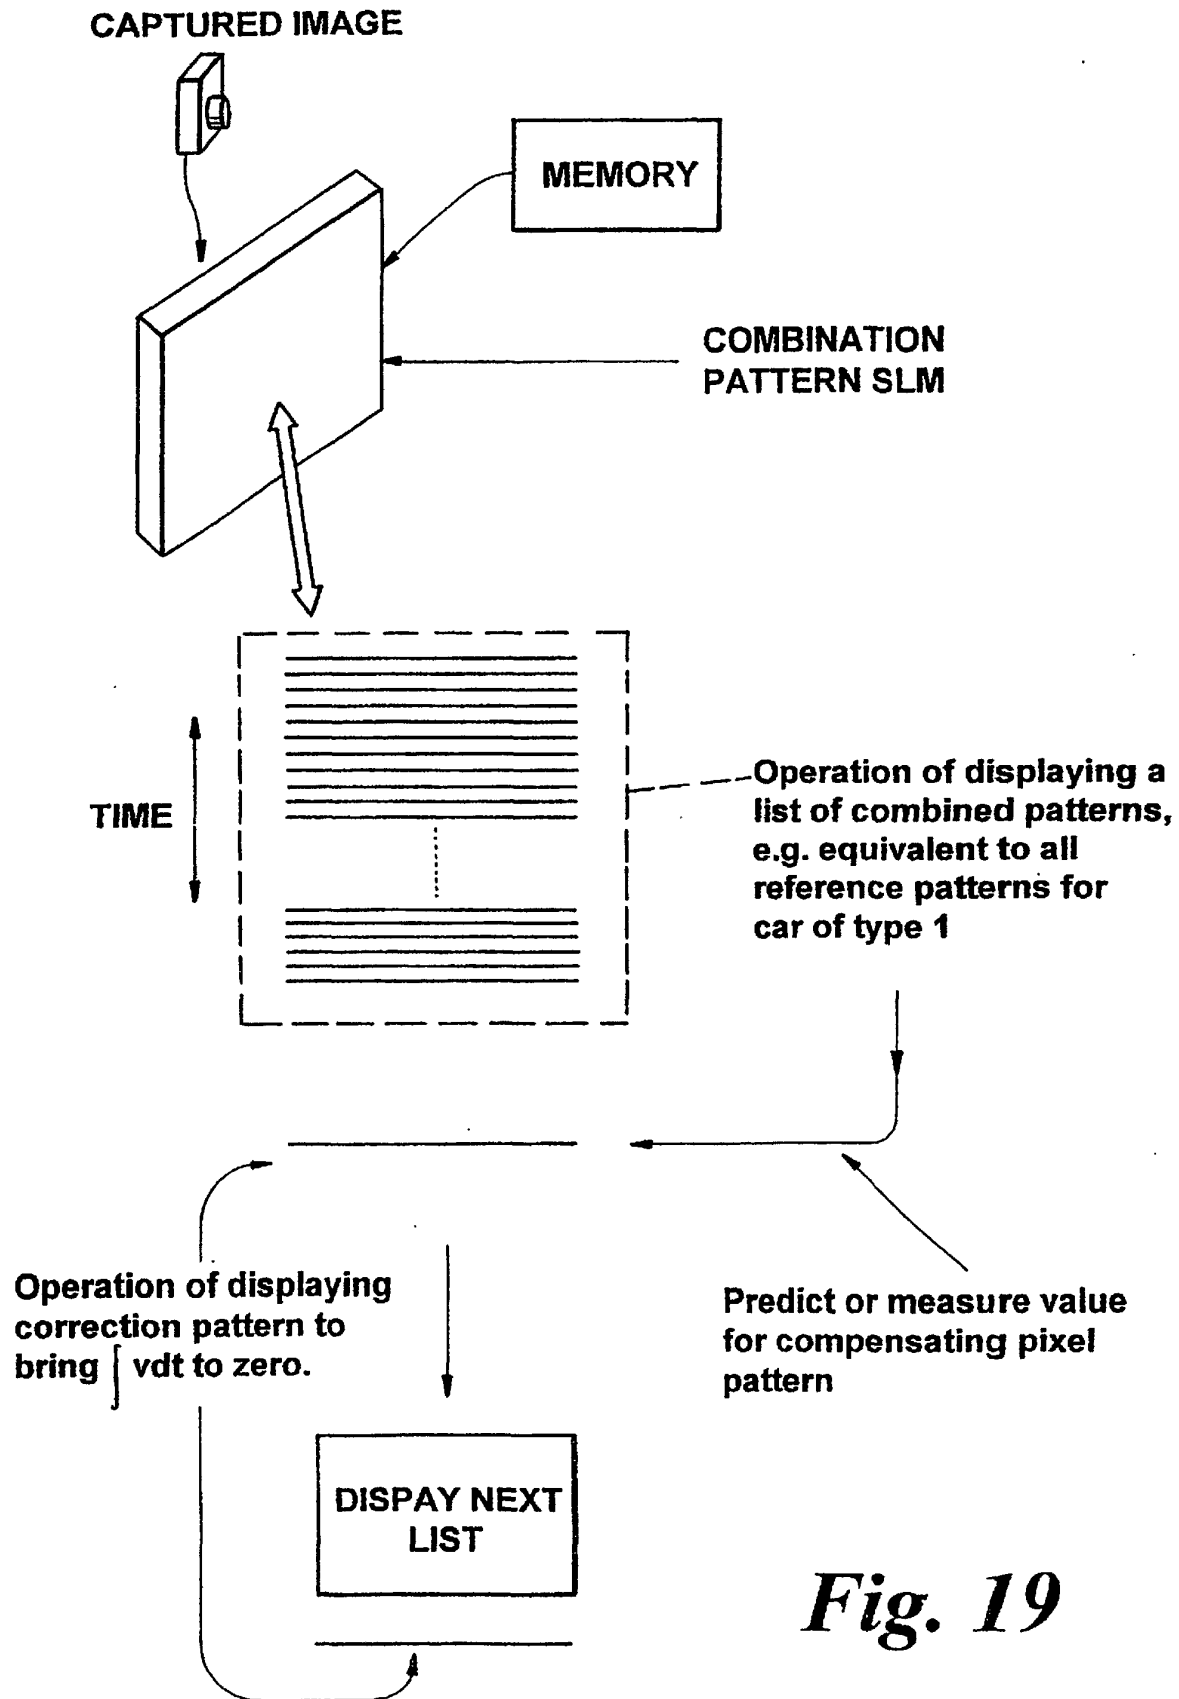 CAPTURED IMAGE
MEMORY
COMBINATION
PATTERN SLM
TIME
Operation of displaying a
list of combined patterns,
e.g. equivalent to all
reference patterns for
car of type 1
Operation of displaying
correction pattern to
bring ∫ vdt to zero.
Predict or measure value
for compensating pixel
pattern
DISPAY NEXT
LIST
Fig. 19